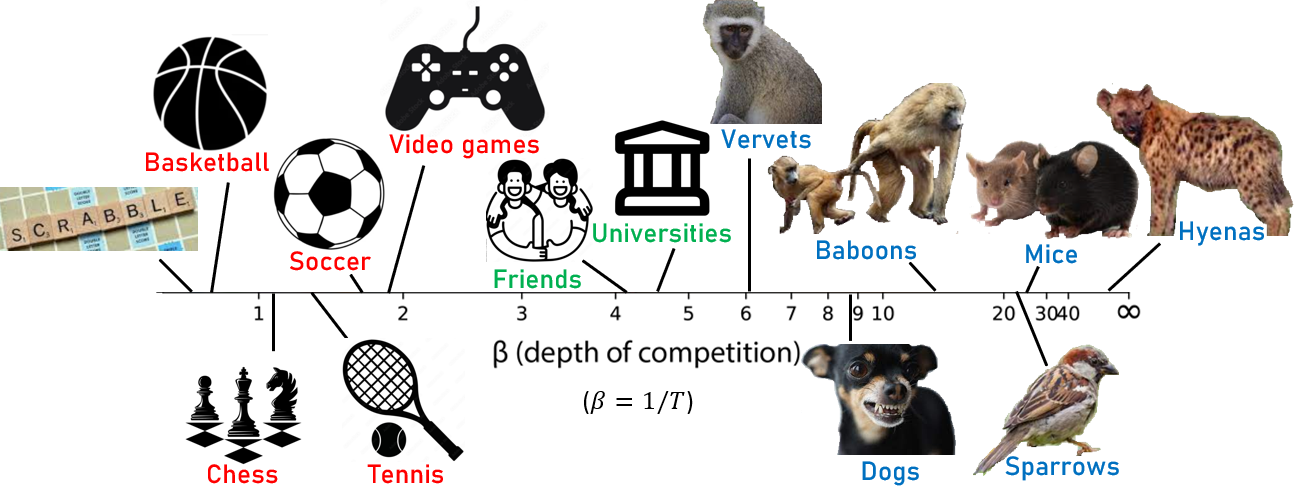 Basketball
SCRABBLE
Video games
Soccer
Friends
Universities
Vervets
Baboons
Mice
Hyenas
1 2 3 4 5 6 7 8 9 10 20 30 40 ∞
β (depth of competition)
(β = 1/T)
Chess
Tennis
Dogs
Sparrows